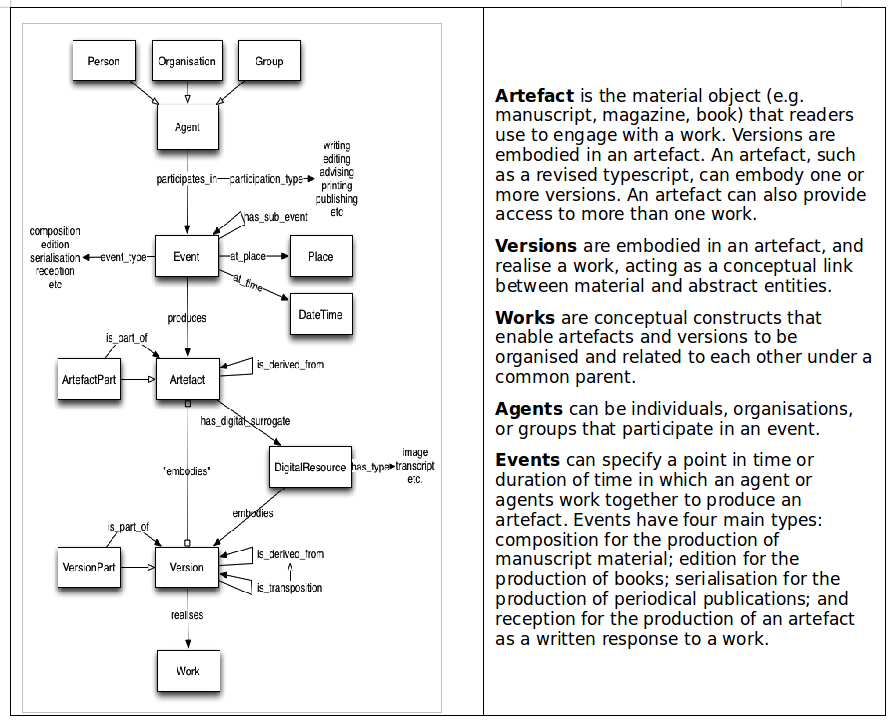 Person Organisation Group
Agent
writing
editing
advising
printing
publishing
etc
participates_in participation_type
has_sub_event
composition
edition
serialisation
reception
etc
event_type
Event
at_place
Place
at_time
DateTime
produces
is_part_of
ArtefactPart
Artefact
is_derived_from
has_digital_surrogate
"embodies"
DigitalResource
has_type
image
transcript
etc.
embodies
is_part_of
VersionPart
Version
is_derived_from
is_transposition
realises
Work
Artefact is the material object (e.g.
manuscript, magazine, book) that readers
use to engage with a work. Versions are
embodied in an artefact. An artefact, such
as a revised typescript, can embody one or
more versions. An artefact can also provide
access to more than one work.
Versions are embodied in an artefact, and
realise a work, acting as a conceptual link
between material and abstract entities.
Works are conceptual constructs that
enable artefacts and versions to be
organised and related to each other under a
common parent.
Agents can be individuals, organisations,
or groups that participate in an event.
Events can specify a point in time or
duration of time in which an agent or
agents work together to produce an
artefact. Events have four main types:
composition for the production of
manuscript material; edition for the
production of books; serialisation for the
production of periodical publications; and
reception for the production of an artefact
as a written response to a work.